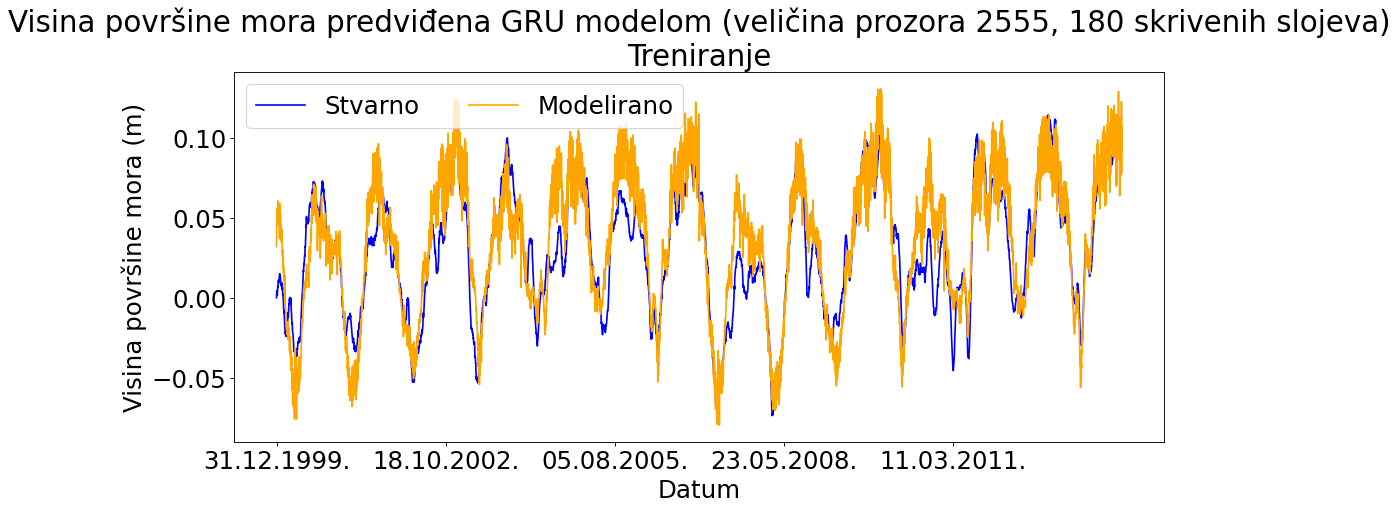 Visina površine mora predviđena GRU modelom (veličina prozora 2555, 180 skrivenih slojeva)
Treniranje
Stvarno
Modelirano
Visina površine mora (m)
0.10
0.05
0.00
−0.05
31.12.1999.
18.10.2002.
05.08.2005.
23.05.2008.
11.03.2011.
Datum